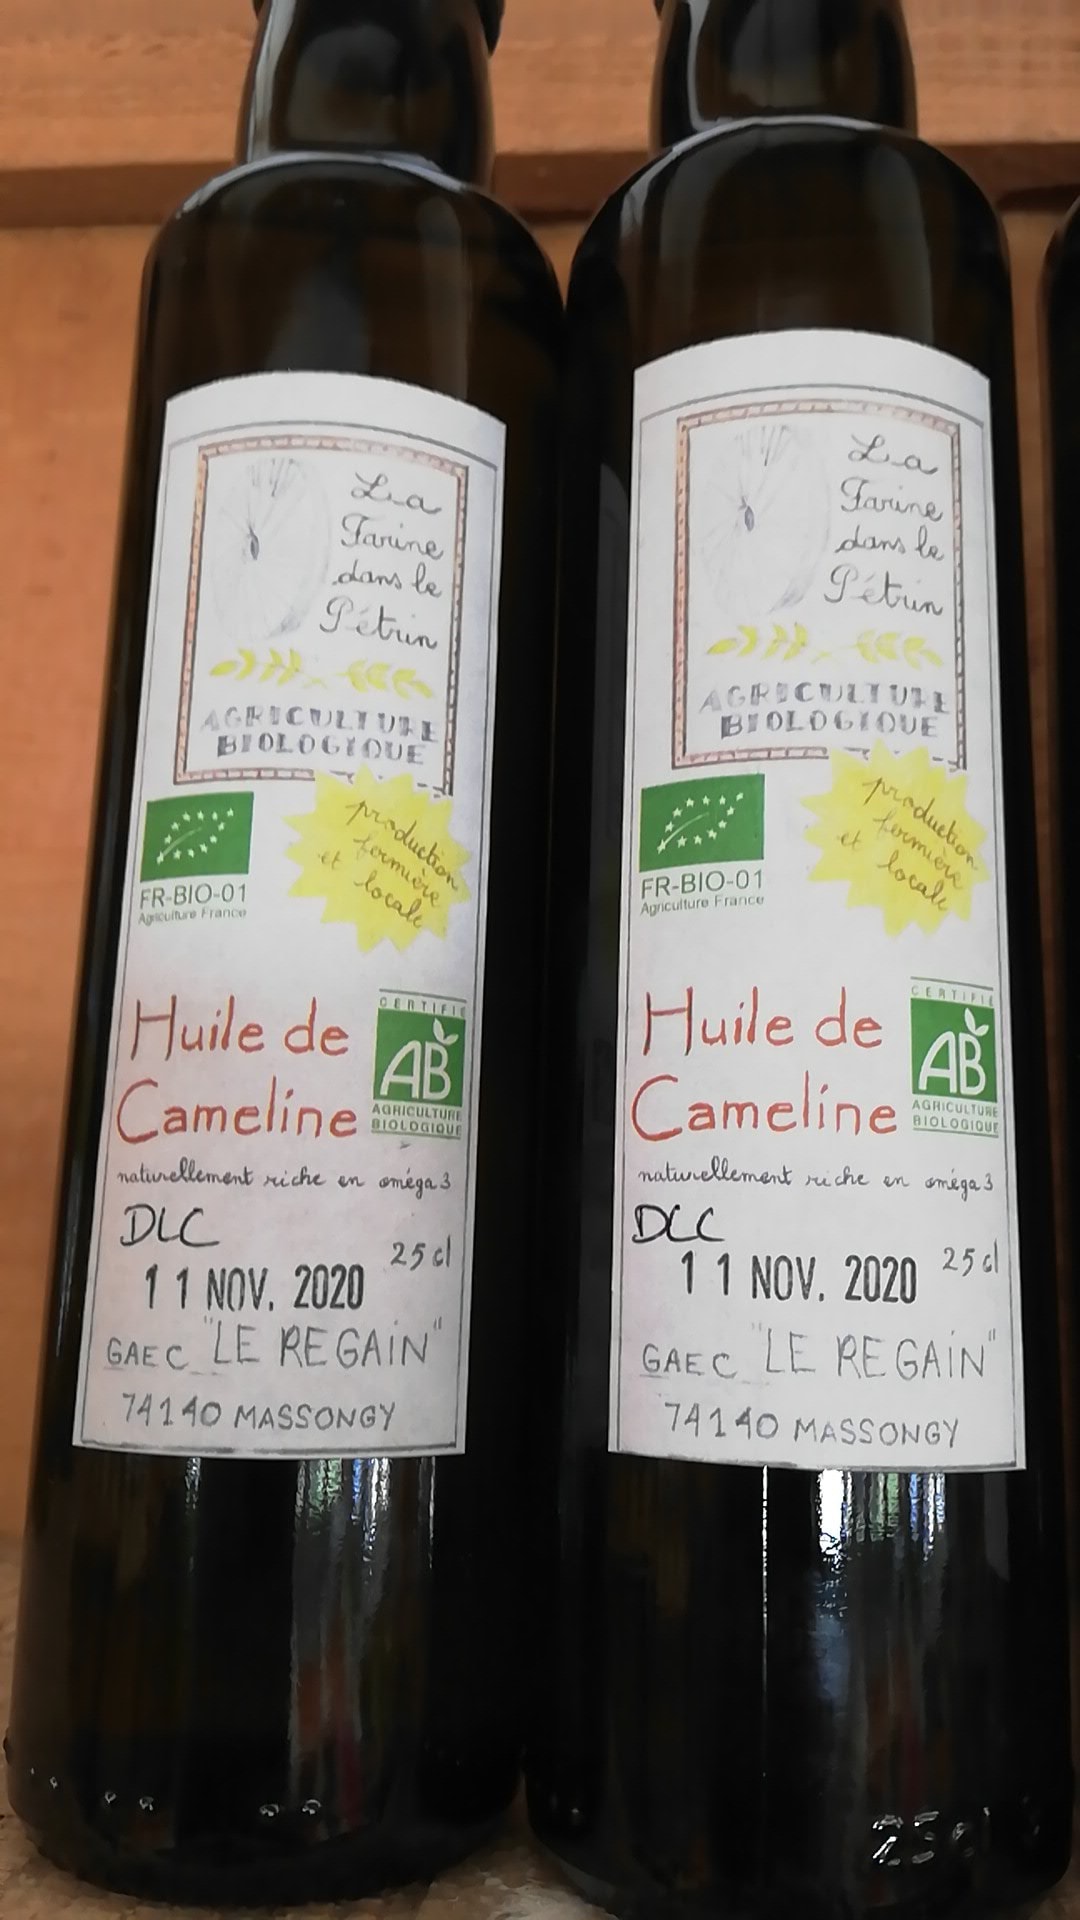 La
Farine
dans le
Pétrin
AGRICULTURE
BIOLOGIQUE
production
fermière
et locale
FR-BIO-01
Agriculture France
Huile de
Cameline
CERTIFIÉ
AB
AGRICULTURE
BIOLOGIQUE
naturellement riche en oméga 3
DLC
25 cl
11 NOV. 2020
GAEC "LE REGAIN"
74140 MASSONGY
La
Farine
dans le
Pétrin
AGRICULTURE
BIOLOGIQUE
production
fermière
et locale
FR-BIO-01
Agriculture France
Huile de
Cameline
CERTIFIÉ
AB
AGRICULTURE
BIOLOGIQUE
naturellement riche en oméga 3
DLC
25 cl
11 NOV. 2020
GAEC "LE REGAIN"
74140 MASSONGY